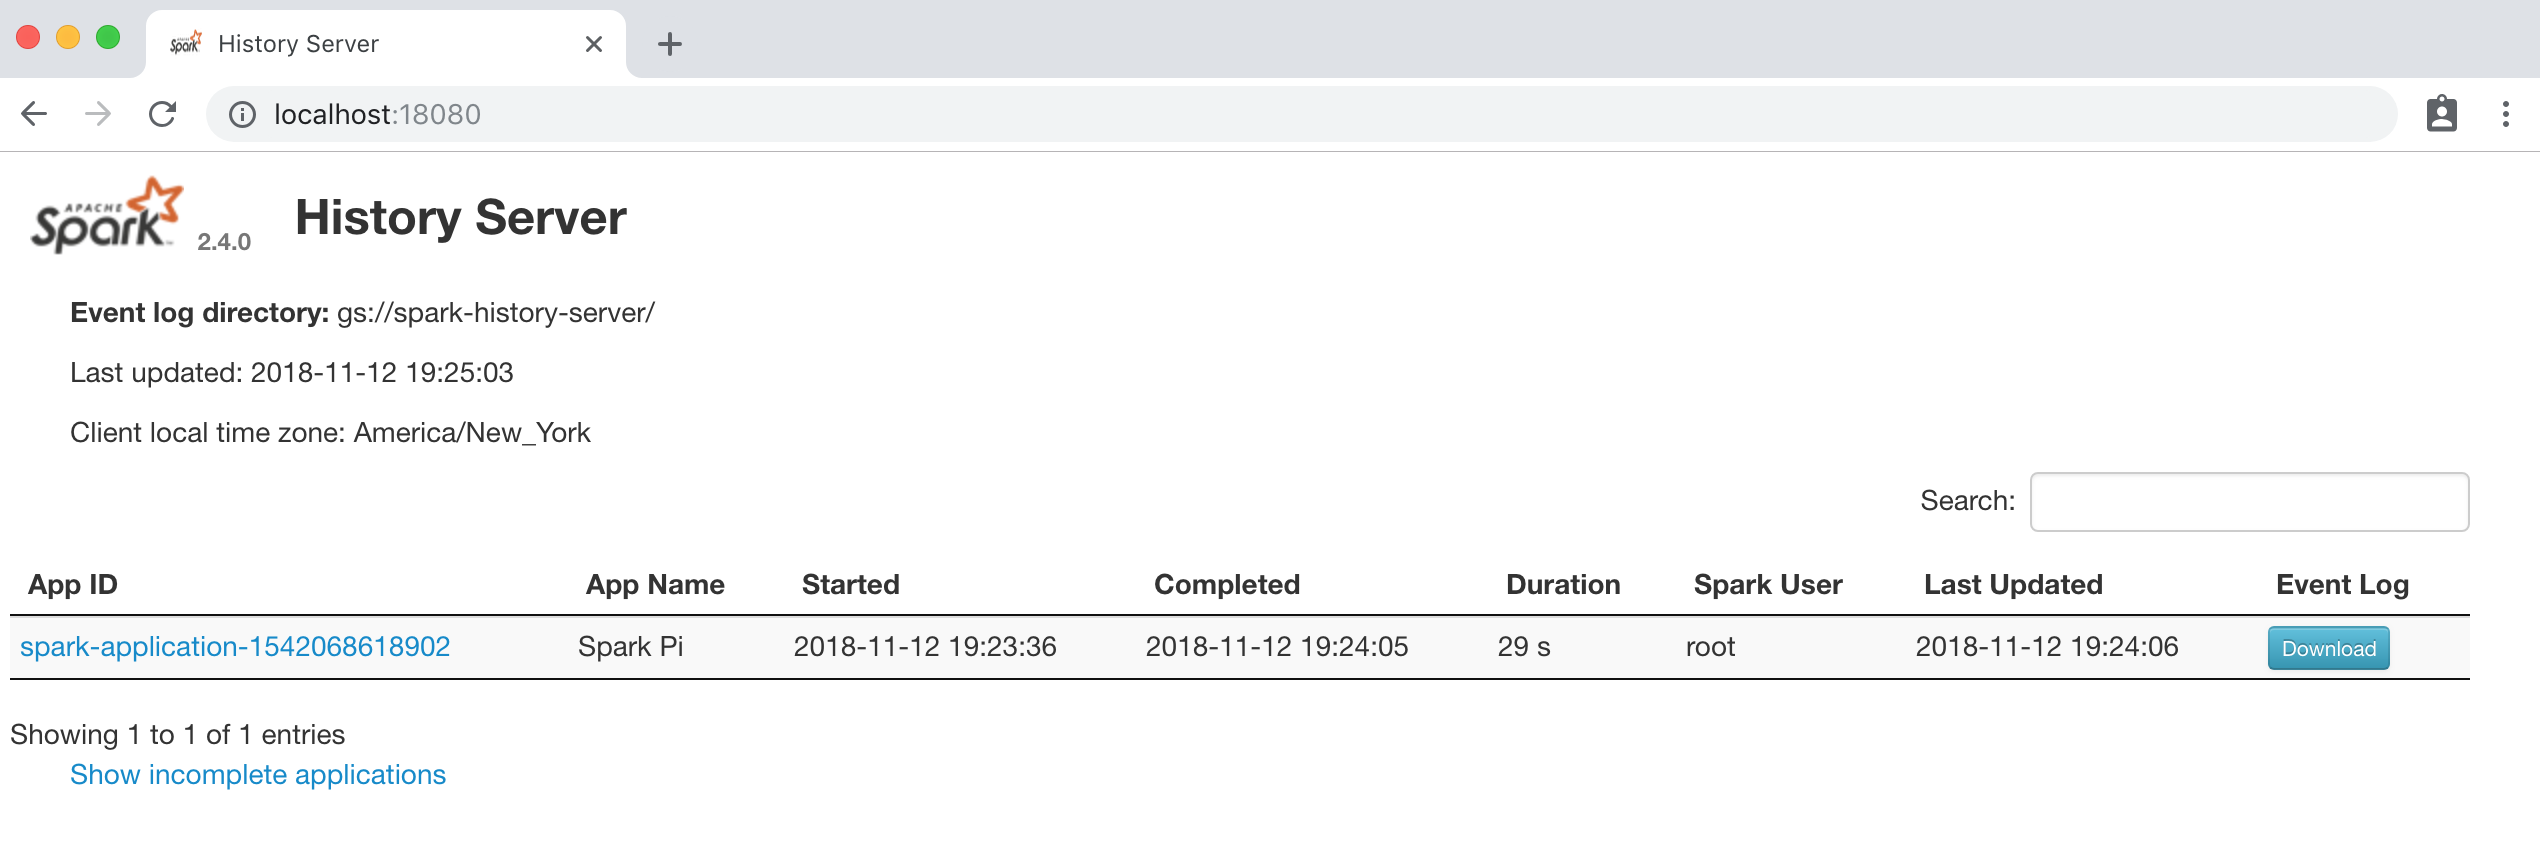 History Server
localhost:18080
APACHE
Spark 2.4.0 History Server
Event log directory: gs://spark-history-server/
Last updated: 2018-11-12 19:25:03
Client local time zone: America/New_York
Search:
App ID App Name Started Completed Duration Spark User Last Updated Event Log
spark-application-1542068618902 Spark Pi 2018-11-12 19:23:36 2018-11-12 19:24:05 29 s root 2018-11-12 19:24:06 Download
Showing 1 to 1 of 1 entries
Show incomplete applications